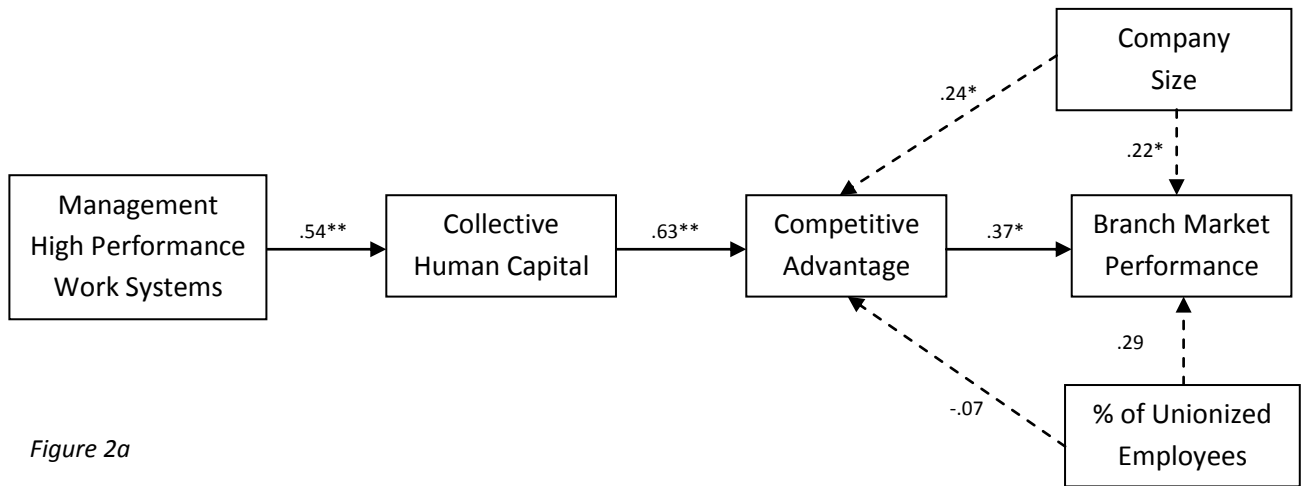 Company
Size
.24*
.22*
Management
High Performance
Work Systems
.54**
Collective
Human Capital
.63**
Competitive
Advantage
.37*
Branch Market
Performance
.29
-.07
% of Unionized
Employees
Figure 2a